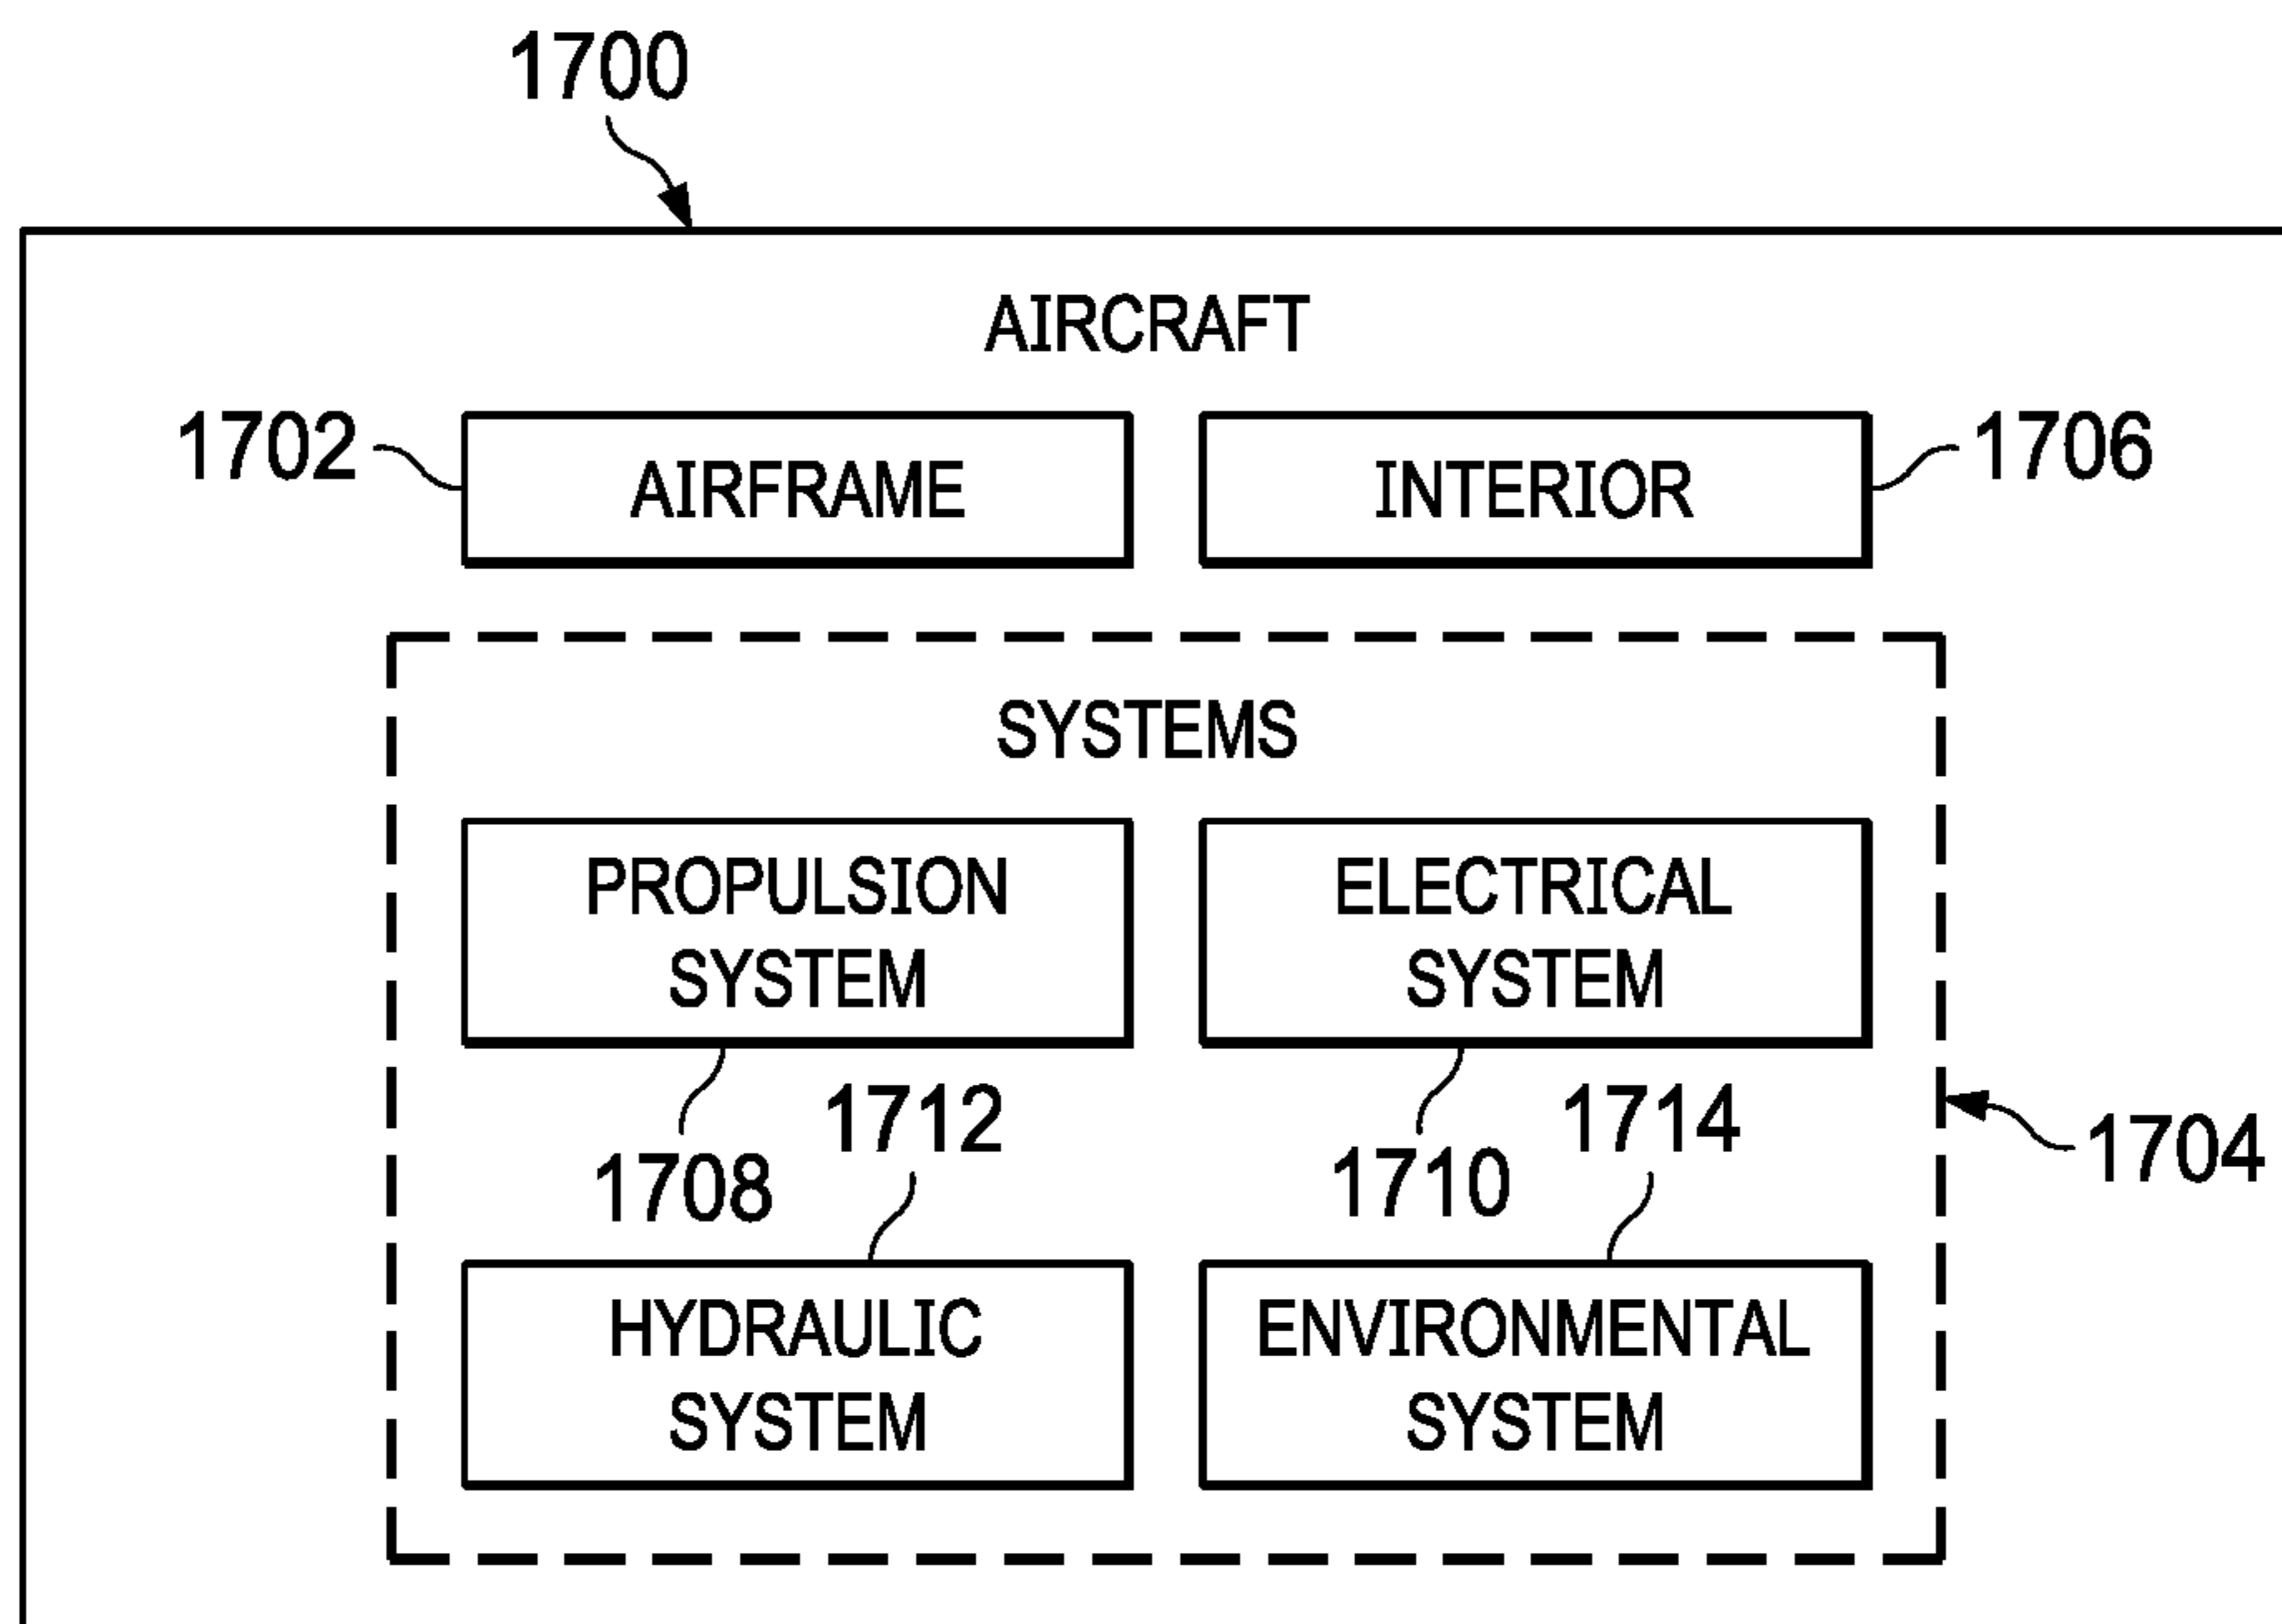 1700
AIRCRAFT
1702
AIRFRAME
INTERIOR
1706
SYSTEMS
PROPULSION
SYSTEM
ELECTRICAL
SYSTEM
1708
1712
1710
1714
1704
HYDRAULIC
SYSTEM
ENVIRONMENTAL
SYSTEM